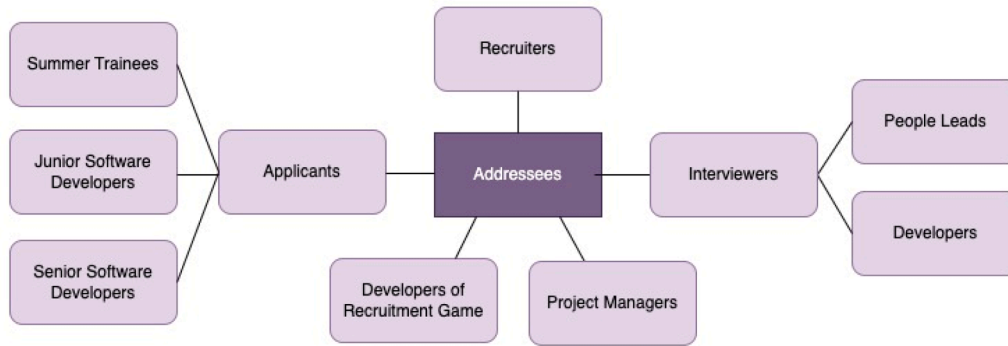 Recruiters
Summer Trainees
People Leads
Junior Software
Developers
Applicants
Addressees
Interviewers
Developers
Senior Software
Developers
Developers of
Recruitment Game
Project Managers